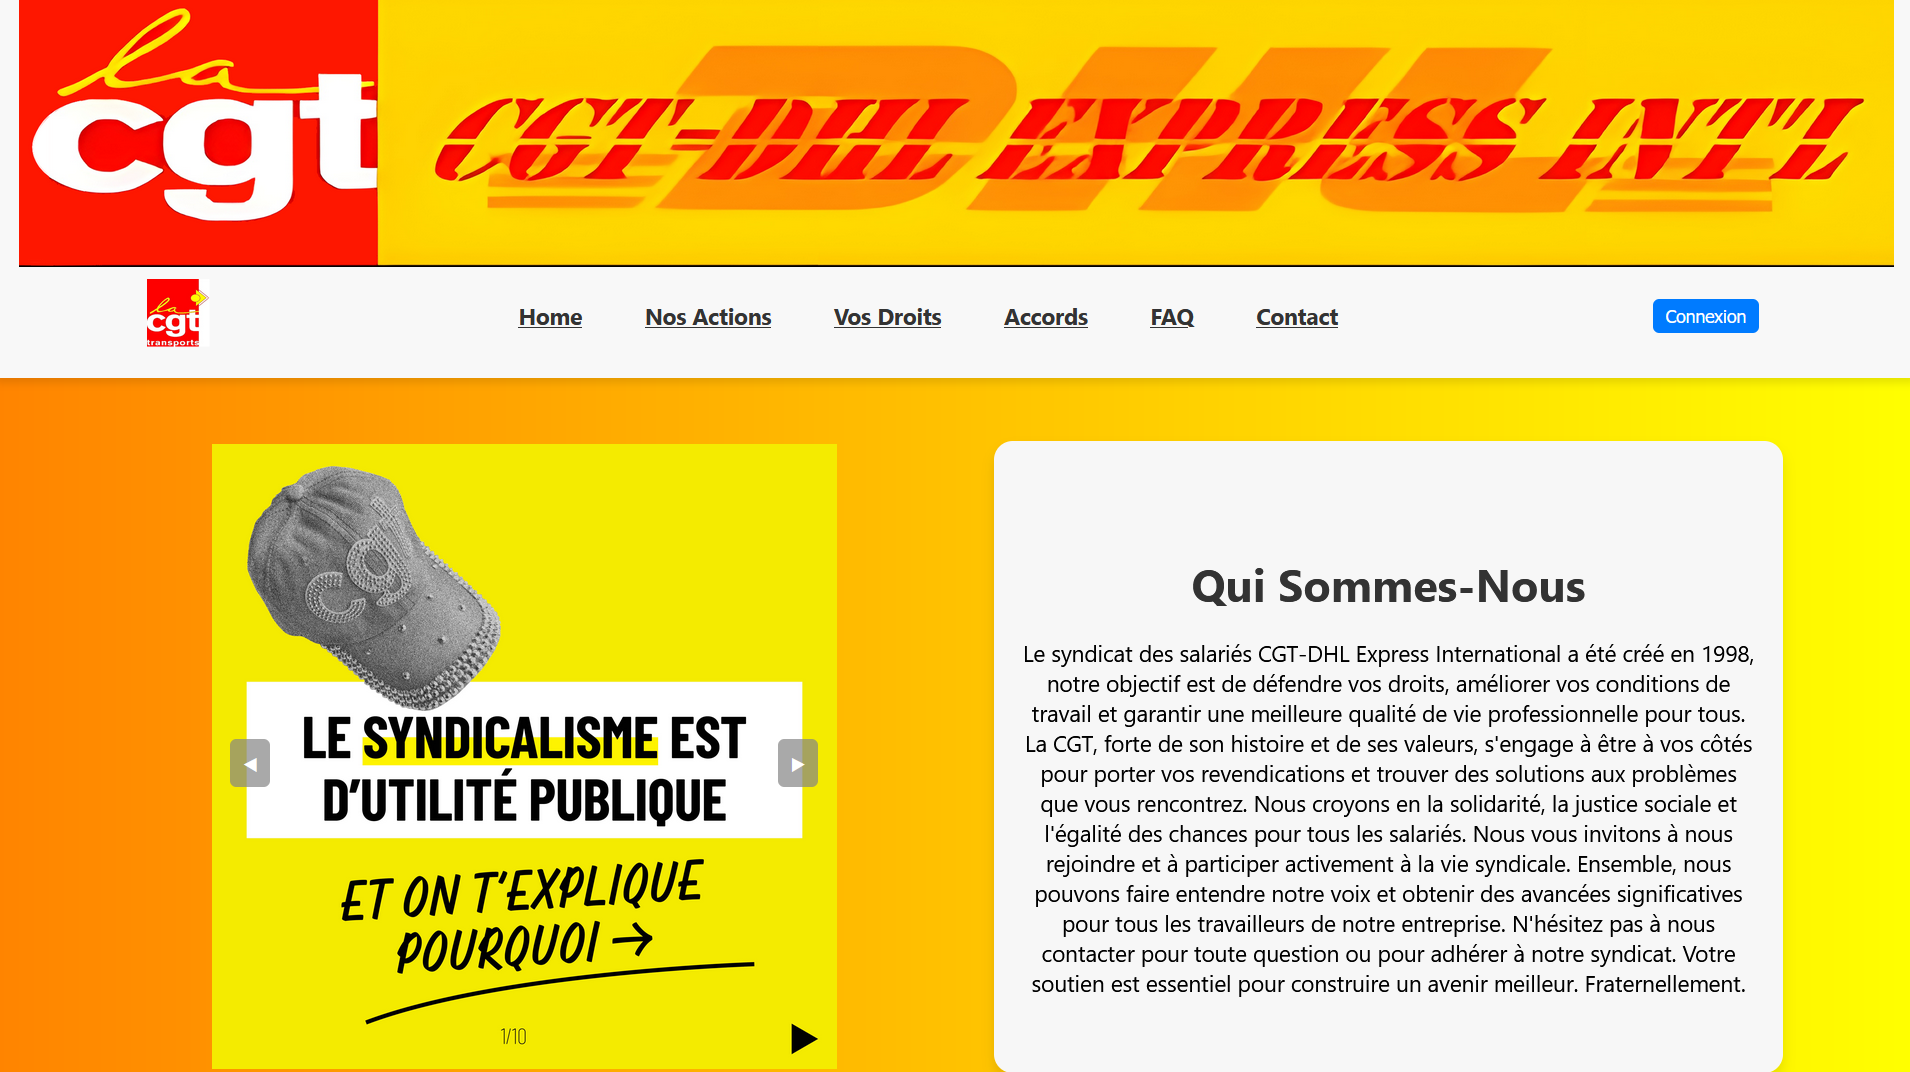 la
cgt
CGT-DHL EXPRESS INT'L
DHL
la
cgt
transports
Home
Nos Actions
Vos Droits
Accords
FAQ
Contact
Connexion
cgt
LE SYNDICALISME EST
D'UTILITÉ PUBLIQUE
ET ON T'EXPLIQUE
POURQUOI →
1/10
Qui Sommes-Nous
Le syndicat des salariés CGT-DHL Express International a été créé en 1998,
notre objectif est de défendre vos droits, améliorer vos conditions de
travail et garantir une meilleure qualité de vie professionnelle pour tous.
La CGT, forte de son histoire et de ses valeurs, s'engage à être à vos côtés
pour porter vos revendications et trouver des solutions aux problèmes
que vous rencontrez. Nous croyons en la solidarité, la justice sociale et
l'égalité des chances pour tous les salariés. Nous vous invitons à nous
rejoindre et à participer activement à la vie syndicale. Ensemble, nous
pouvons faire entendre notre voix et obtenir des avancées significatives
pour tous les travailleurs de notre entreprise. N'hésitez pas à nous
contacter pour toute question ou pour adhérer à notre syndicat. Votre
soutien est essentiel pour construire un avenir meilleur. Fraternellement.